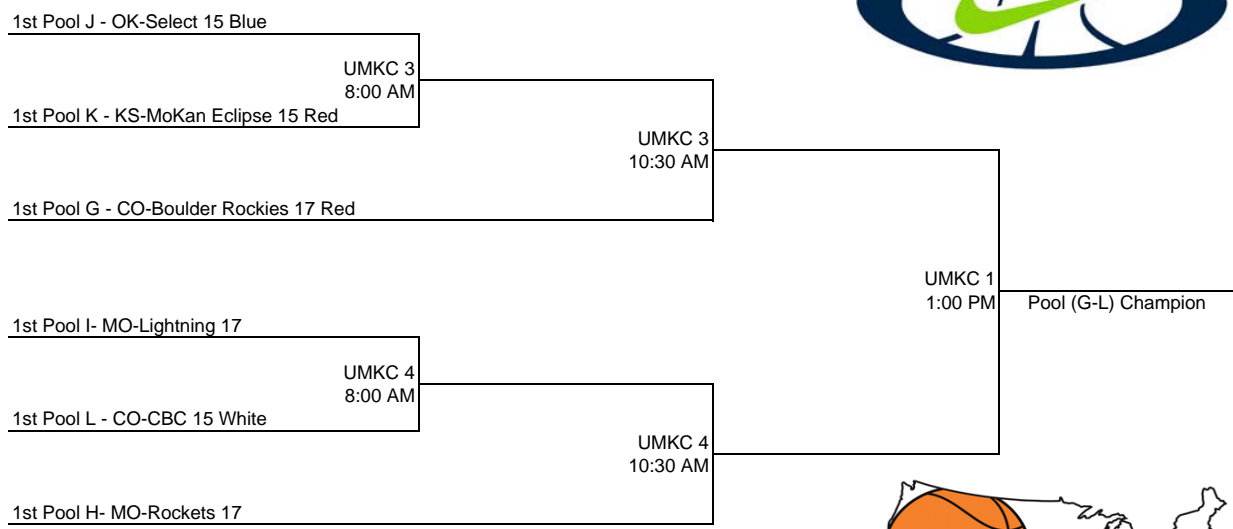 1st Pool J - OK-Select 15 Blue
UMKC 3
8:00 AM
1st Pool K - KS-MoKan Eclipse 15 Red
UMKC 3
10:30 AM
1st Pool G - CO-Boulder Rockies 17 Red
UMKC 1
1:00 PM
Pool (G-L) Champion
1st Pool I- MO-Lightning 17
UMKC 4
8:00 AM
1st Pool L - CO-CBC 15 White
UMKC 4
10:30 AM
1st Pool H- MO-Rockets 17